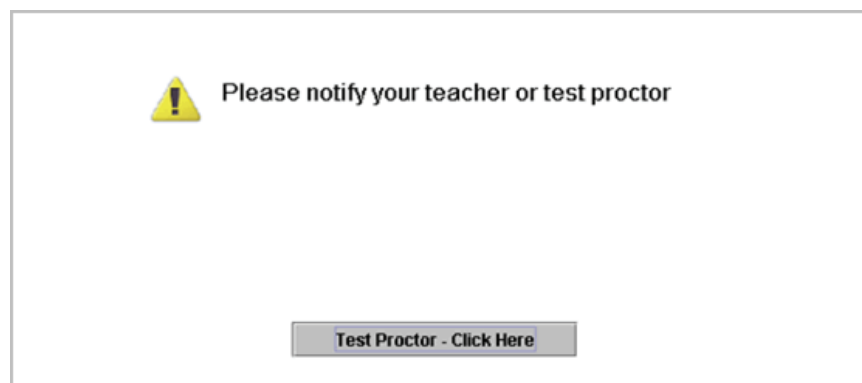 Please notify your teacher or test proctor
Test Proctor - Click Here